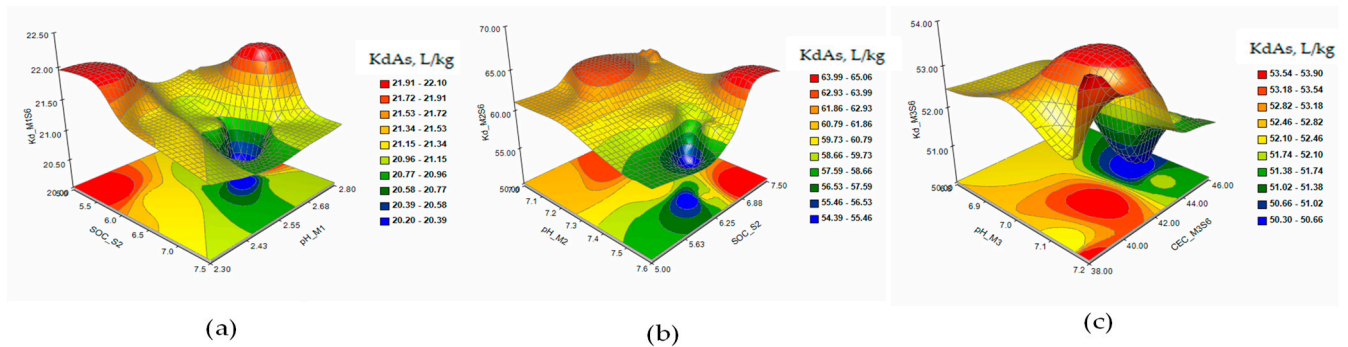 22.50
22.00
21.50
21.00
20.50
Kd_M1S6
5.5
6.0
6.5
7.0
7.5
SOC_S2
2.30
2.43
2.55
2.68
2.80
pH_M1
KdAs, L/kg
21.91 - 22.10
21.72 - 21.91
21.53 - 21.72
21.34 - 21.53
21.15 - 21.34
20.96 - 21.15
20.77 - 20.96
20.58 - 20.77
20.39 - 20.58
20.20 - 20.39
(a)
70.00
65.00
60.00
55.00
Kd_M2S6
7.1
7.2
7.3
7.4
7.5
7.6
pH_M2
5.00
5.63
6.25
6.88
7.50
SOC_S2
KdAs, L/kg
63.99 - 65.06
62.93 - 63.99
61.86 - 62.93
60.79 - 61.86
59.73 - 60.79
58.66 - 59.73
57.59 - 58.66
56.53 - 57.59
55.46 - 56.53
54.39 - 55.46
(b)
54.00
53.00
52.00
51.00
Kd_M3S6
6.9
7.0
7.1
7.2
pH_M3
38.00
40.00
42.00
44.00
46.00
CEC_M3S6
KdAs, L/kg
53.54 - 53.90
53.18 - 53.54
52.82 - 53.18
52.46 - 52.82
52.10 - 52.46
51.74 - 52.10
51.38 - 51.74
51.02 - 51.38
50.66 - 51.02
50.30 - 50.66
(c)